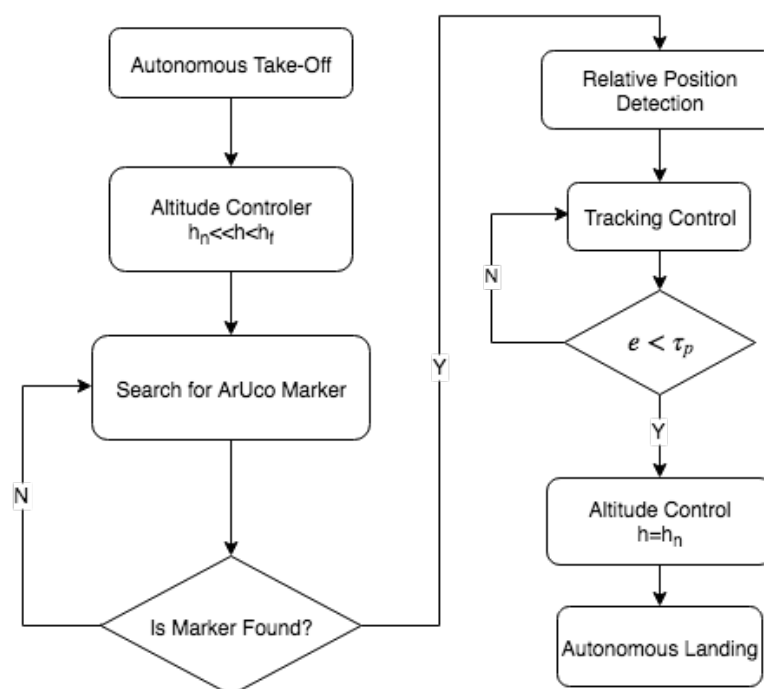 Autonomous Take-Off
Altitude Controler
hₙ<<h<h_f
Search for ArUco Marker
N
Is Marker Found?
Y
Relative Position
Detection
Tracking Control
N
e < τₚ
Y
Altitude Control
h=hₙ
Autonomous Landing